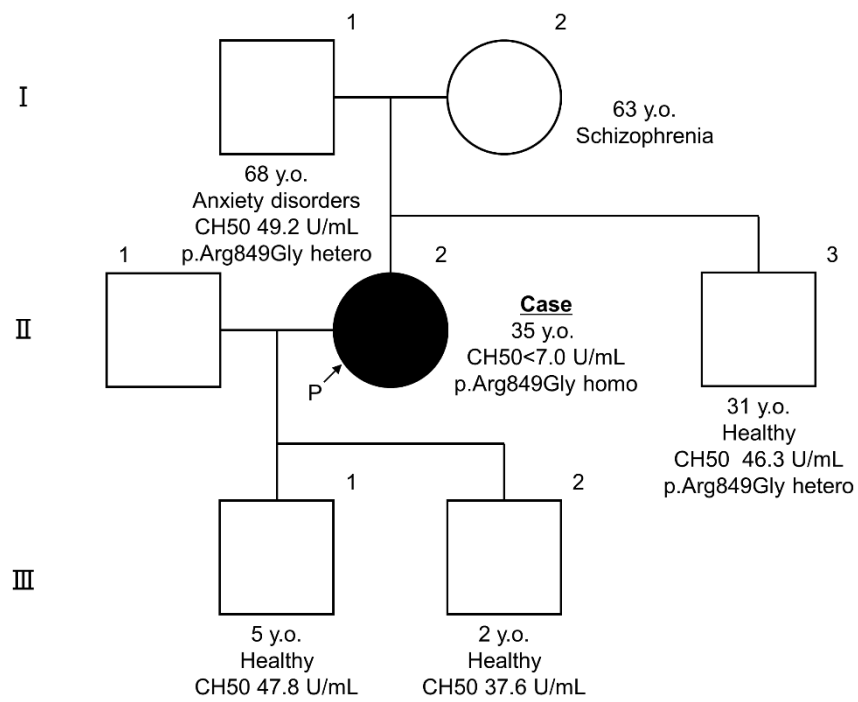 1
2
I
63 y.o.
Schizophrenia
68 y.o.
Anxiety disorders
CH50 49.2 U/mL
p.Arg849Gly hetero
1
2
3
II
Case
35 y.o.
CH50<7.0 U/mL
p.Arg849Gly homo
P
31 y.o.
Healthy
CH50  46.3 U/mL
p.Arg849Gly hetero
1
2
III
5 y.o.
Healthy
CH50 47.8 U/mL
2 y.o.
Healthy
CH50 37.6 U/mL